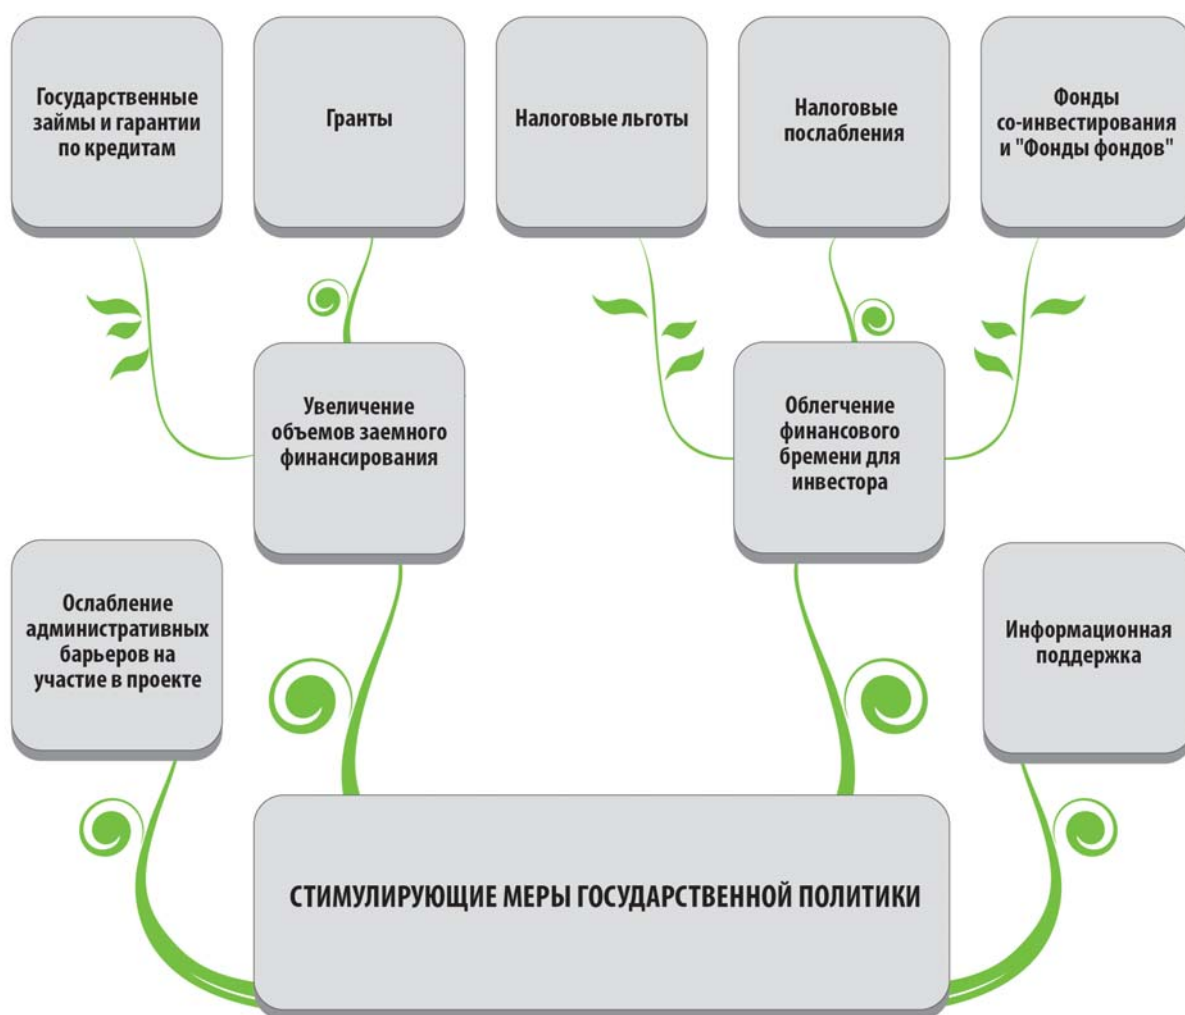 Государственные
займы и гарантии
по кредитам
Гранты
Налоговые льготы
Налоговые
послабления
Фонды
со-инвестирования
и "Фонды фондов"
Увеличение
объемов заемного
финансирования
Облегчение
финансового
бремени для
инвестора
Ослабление
административных
барьеров на
участие в проекте
Информационная
поддержка
СТИМУЛИРУЮЩИЕ МЕРЫ ГОСУДАРСТВЕННОЙ ПОЛИТИКИ